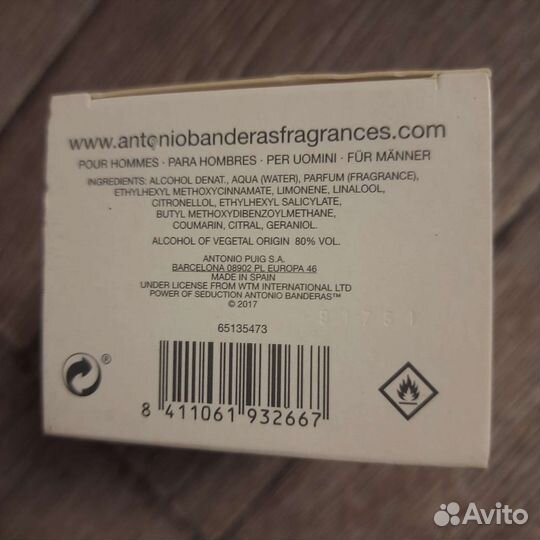 www.antoniobanderasfragrances.com
POUR HOMMES · PARA HOMBRES · PER UOMINI · FÜR MÄNNER
INGREDIENTS: ALCOHOL DENAT., AQUA (WATER), PARFUM (FRAGRANCE),
ETHYLHEXYL METHOXYCINNAMATE, LIMONENE, LINALOOL,
CITRONELLOL, ETHYLHEXYL SALICYLATE,
BUTYL METHOXYDIBENZOYLMETHANE,
COUMARIN, CITRAL, GERANIOL.
ALCOHOL OF VEGETAL ORIGIN 80% VOL.
ANTONIO PUIG S.A.
BARCELONA 08902 PL EUROPA 46
MADE IN SPAIN
UNDER LICENSE FROM WTM INTERNATIONAL LTD
POWER OF SEDUCTION ANTONIO BANDERAS™
© 2017
65135473
®
8 411061 932667
Avito